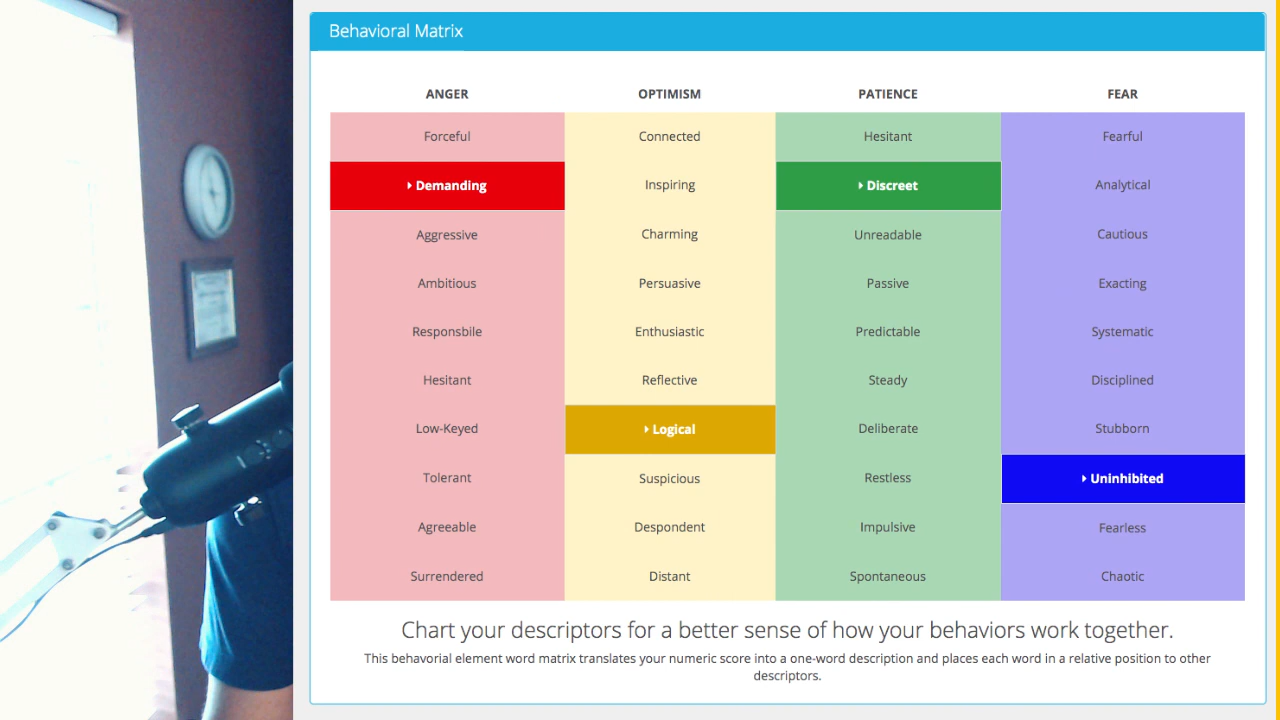 Behavioral Matrix
ANGER OPTIMISM PATIENCE FEAR
Forceful Connected Hesitant Fearful
Demanding Inspiring Discreet Analytical
Aggressive Charming Unreadable Cautious
Ambitious Persuasive Passive Exacting
Responsbile Enthusiastic Predictable Systematic
Hesitant Reflective Steady Disciplined
Low-Keyed Logical Deliberate Stubborn
Tolerant Suspicious Restless Uninhibited
Agreeable Despondent Impulsive Fearless
Surrendered Distant Spontaneous Chaotic
Chart your descriptors for a better sense of how your behaviors work together.
This behavorial element word matrix translates your numeric score into a one-word description and places each word in a relative position to other
descriptors.